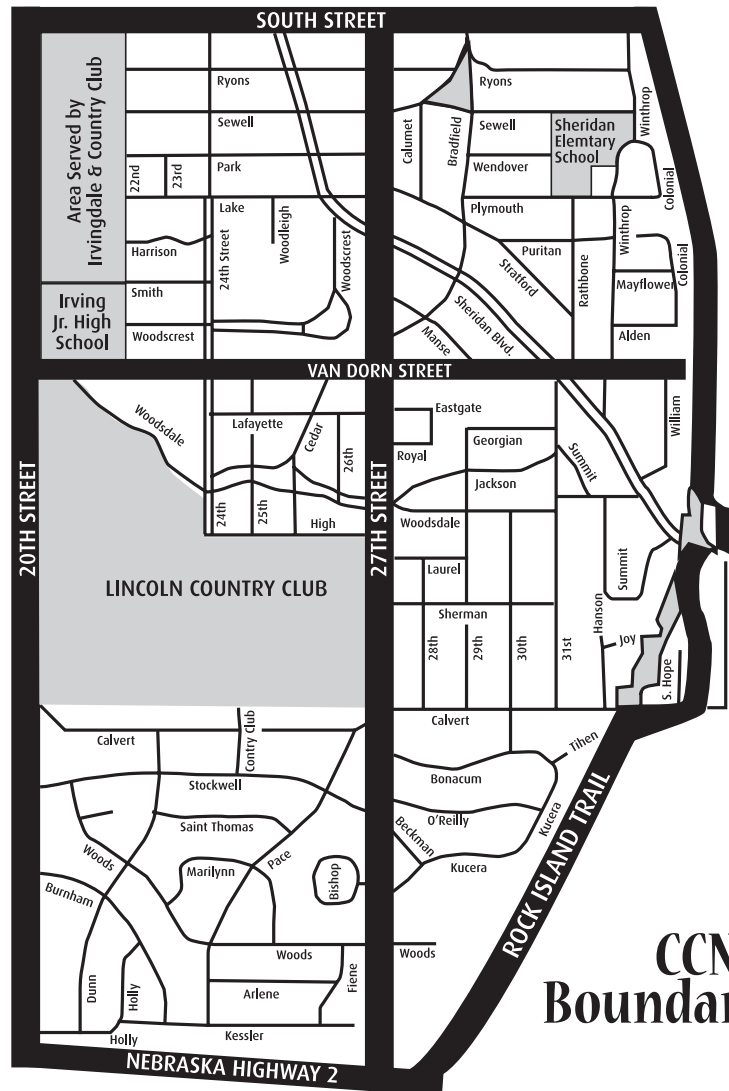 SOUTH STREET
Area Served by
Irvingdale & Country Club
Ryons
Ryons
Sewell
Sewell
Calumet
Bradfield
Sheridan
Elemtary
School
Winthrop
22nd
23rd
Park
Wendover
Colonial
Lake
Plymouth
24th Street
Woodleigh
Woodscrest
Harrison
Puritan
Stratford
Rathbone
Winthrop
Colonial
Irving
Jr. High
School
Smith
Mayflower
Sheridan Blvd.
Manse
Woodscrest
Alden
VAN DORN STREET
Woodsdale
Lafayette
Cedar
26th
Eastgate
Georgian
Royal
Summit
William
Jackson
24th
25th
High
Woodsdale
20TH STREET
27TH STREET
LINCOLN COUNTRY CLUB
Laurel
Summit
Sherman
Hanson
Joy
28th
29th
30th
31st
S. Hope
Calvert
Calvert
Contry Club
Tihen
Stockwell
Bonacum
Saint Thomas
O'Reilly
Beckman
Kucera
Kucera
Woods
Marilynn
Pace
Bishop
Burnham
ROCK ISLAND TRAIL
Woods
Woods
Dunn
Holly
Arlene
Fiene
Holly
Kessler
NEBRASKA HIGHWAY 2
CCN
Boundar